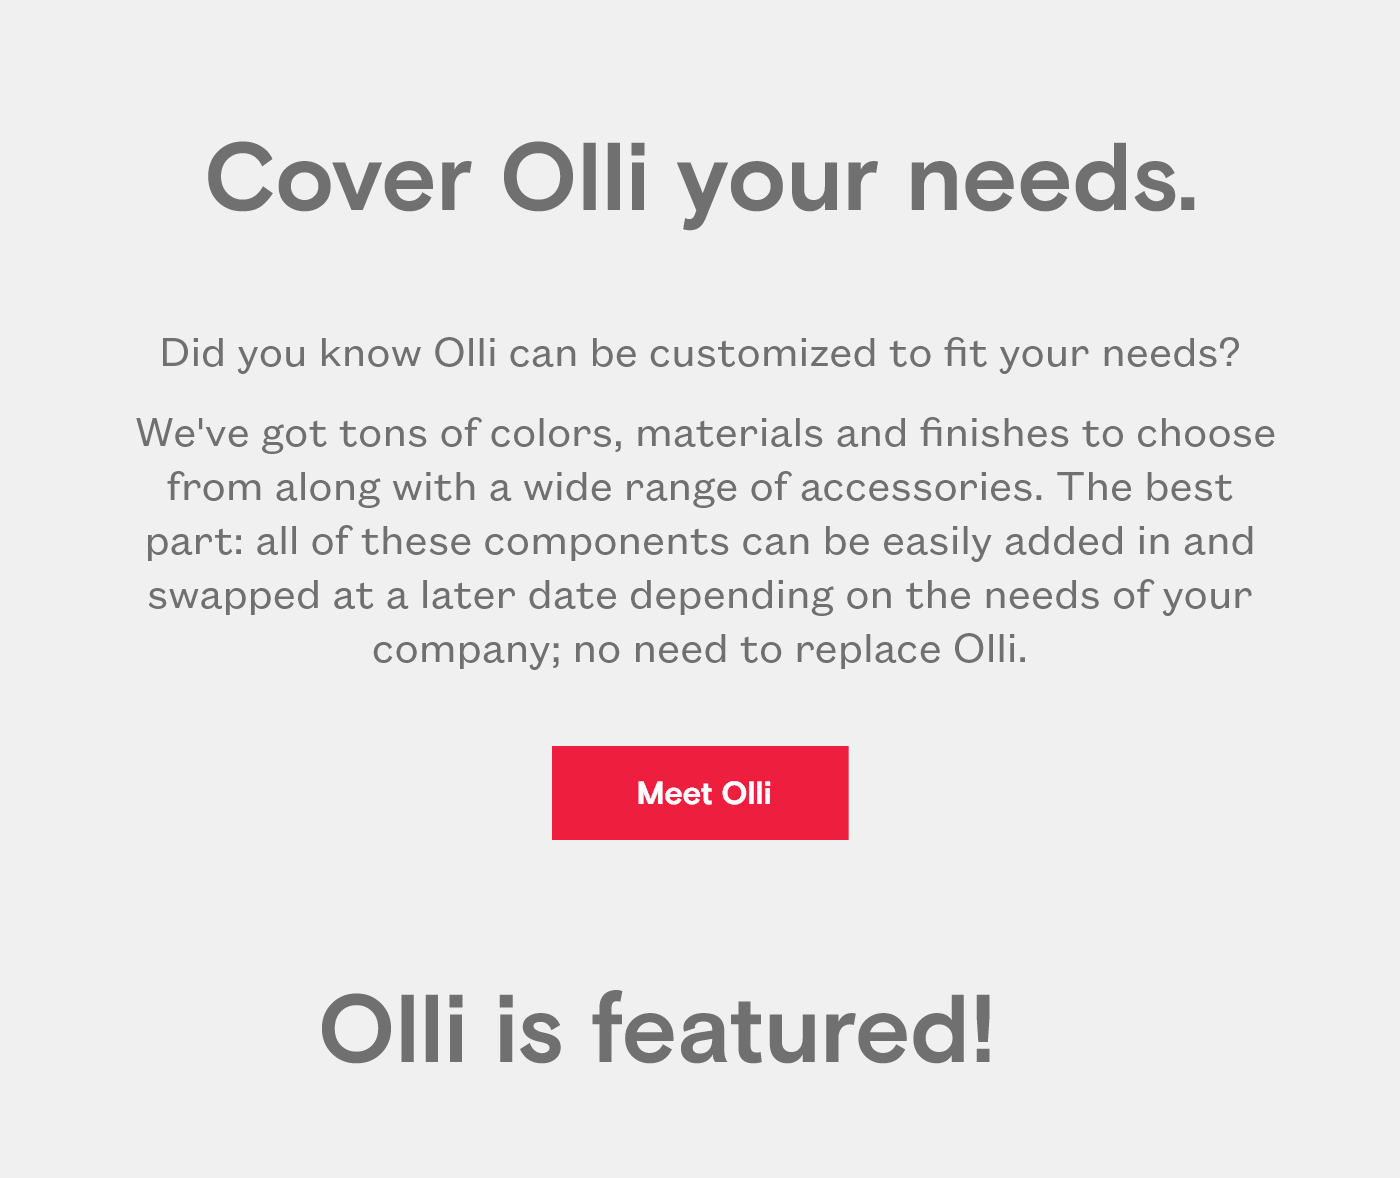 Cover Olli your needs.
Did you know Olli can be customized to fit your needs?
We've got tons of colors, materials and finishes to choose
from along with a wide range of accessories. The best
part: all of these components can be easily added in and
swapped at a later date depending on the needs of your
company; no need to replace Olli.
Meet Olli
Olli is featured!